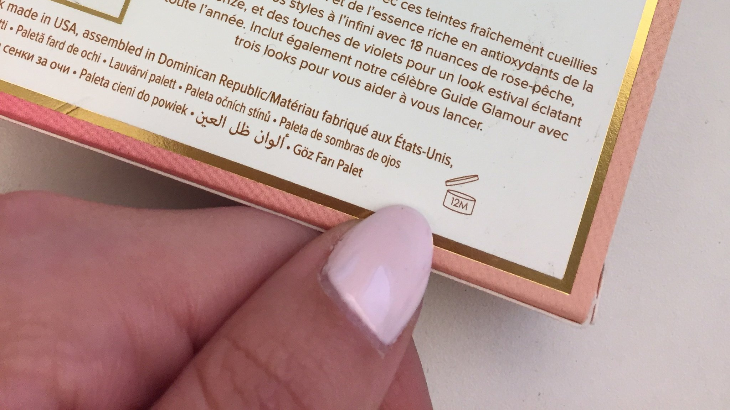 et de l'essence riche en antioxydants de la
ces teintes fraîchement cueillies
styles à l'infini avec 18 nuances de rose-pêche,
et des touches de violets pour un look estival éclatant
toute l'année. Inclut également notre célèbre Guide Glamour avec
trois looks pour vous aider à vous lancer.
made in USA, assembled in Dominican Republic/Matériau fabriqué aux États-Unis,
• Paletă fard de ochi • Lauvärvi palett • Paleta očních stínů • Paleta de sombras de ojos
сенки за очи • Paleta cieni do powiek • ألوان ظل العين • Göz Farı Palet
12M